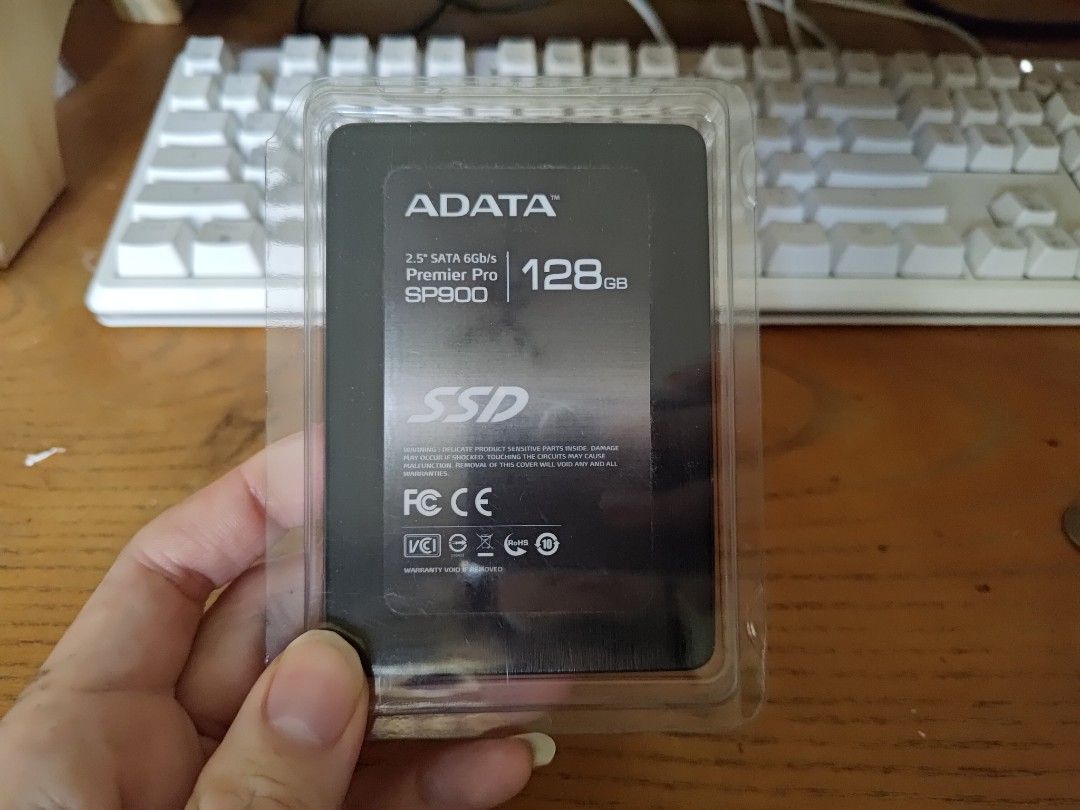 ADATA™
2.5" SATA 6Gb/s
Premier Pro
SP900
128GB
SSD
WARNING : DELICATE PRODUCT SENSITIVE PARTS INSIDE. DAMAGE
MAY OCCUR IF SHOCKED. TOUCHING THE CIRCUITS MAY CAUSE
MALFUNCTION. REMOVAL OF THIS COVER WILL VOID ANY AND ALL
WARRANTIES.
FC CE
VCI RoHS 10
WARRANTY VOID IF REMOVED